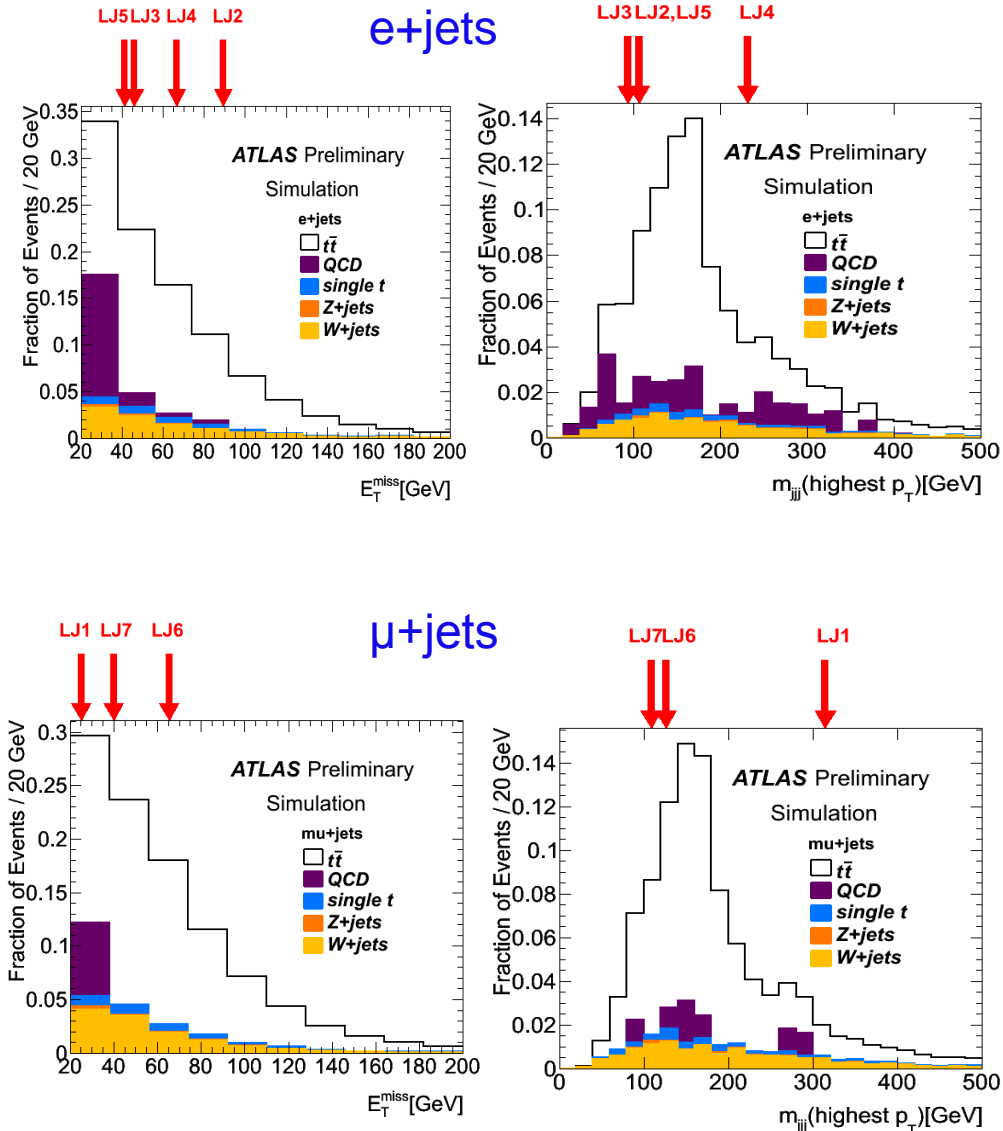 LJ5 LJ3 LJ4 LJ2
e+jets
LJ3 LJ2,LJ5 LJ4
Fraction of Events / 20 GeV
0.35
0.3
0.25
0.2
0.15
0.1
0.05
0
ATLAS Preliminary
Simulation
e+jets
tt̄
QCD
single t
Z+jets
W+jets
20 40 60 80 100 120 140 160 180 200
E_T^miss[GeV]
Fraction of Events / 20 GeV
0.14
0.12
0.1
0.08
0.06
0.04
0.02
0
ATLAS Preliminary
Simulation
e+jets
tt̄
QCD
single t
Z+jets
W+jets
0 100 200 300 400 500
m_jjj(highest p_T)[GeV]
LJ1 LJ7 LJ6
μ+jets
LJ7 LJ6 LJ1
Fraction of Events / 20 GeV
0.3
0.25
0.2
0.15
0.1
0.05
0
ATLAS Preliminary
Simulation
mu+jets
tt̄
QCD
single t
Z+jets
W+jets
20 40 60 80 100 120 140 160 180 200
E_T^miss[GeV]
Fraction of Events / 20 GeV
0.14
0.12
0.1
0.08
0.06
0.04
0.02
0
ATLAS Preliminary
Simulation
mu+jets
tt̄
QCD
single t
Z+jets
W+jets
0 100 200 300 400 500
m_jjj(highest p_T)[GeV]